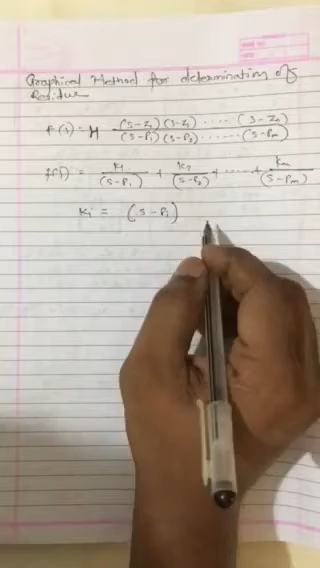 Graphical Method for determination of
Residue
F(s) = H (s-z1)(s-z2) ...... (s-zn) / (s-p1)(s-p2) ....... (s-pm)
f(s) = k1/(s-p1) + k2/(s-p2) + ...... + km/(s-pm)
Ki = (s-pi)